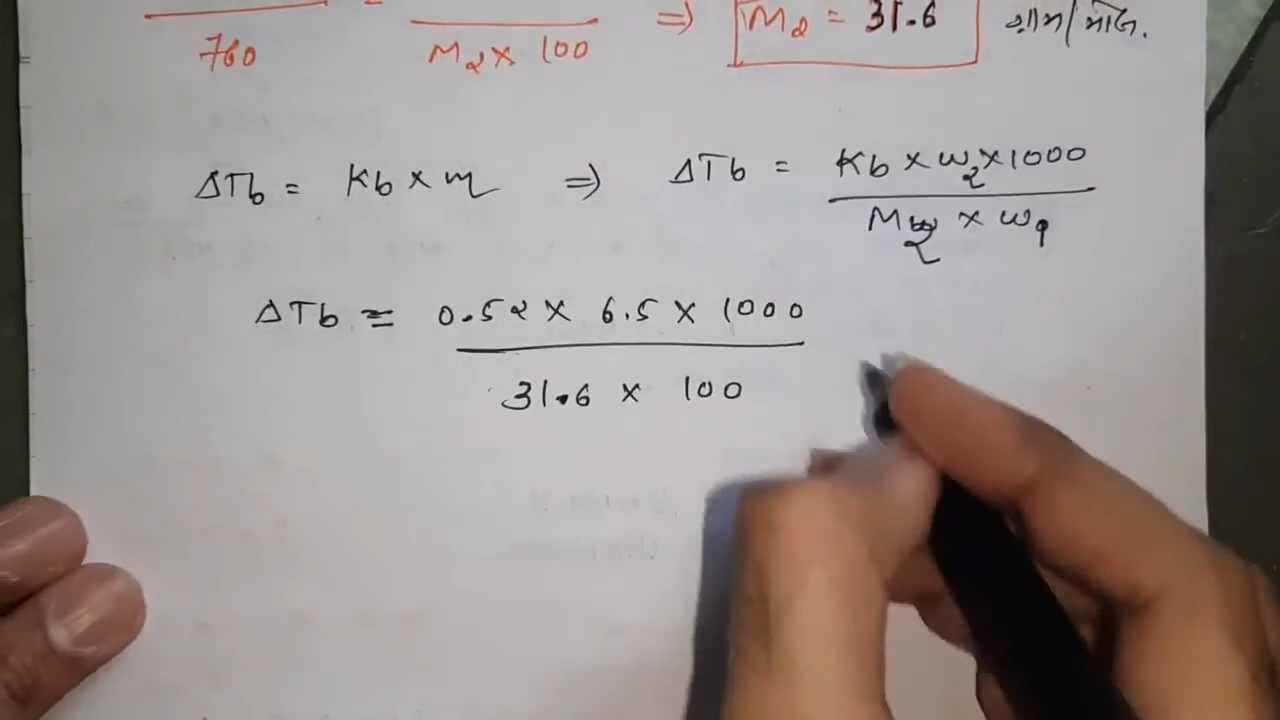 => M2 = 31.6 ग्राम/मोल.
760 M2 x 100
ΔTb = Kb x m => ΔTb = Kb x w2 x 1000
M2 x w1
ΔTb = 0.52 x 6.5 x 1000
31.6 x 100